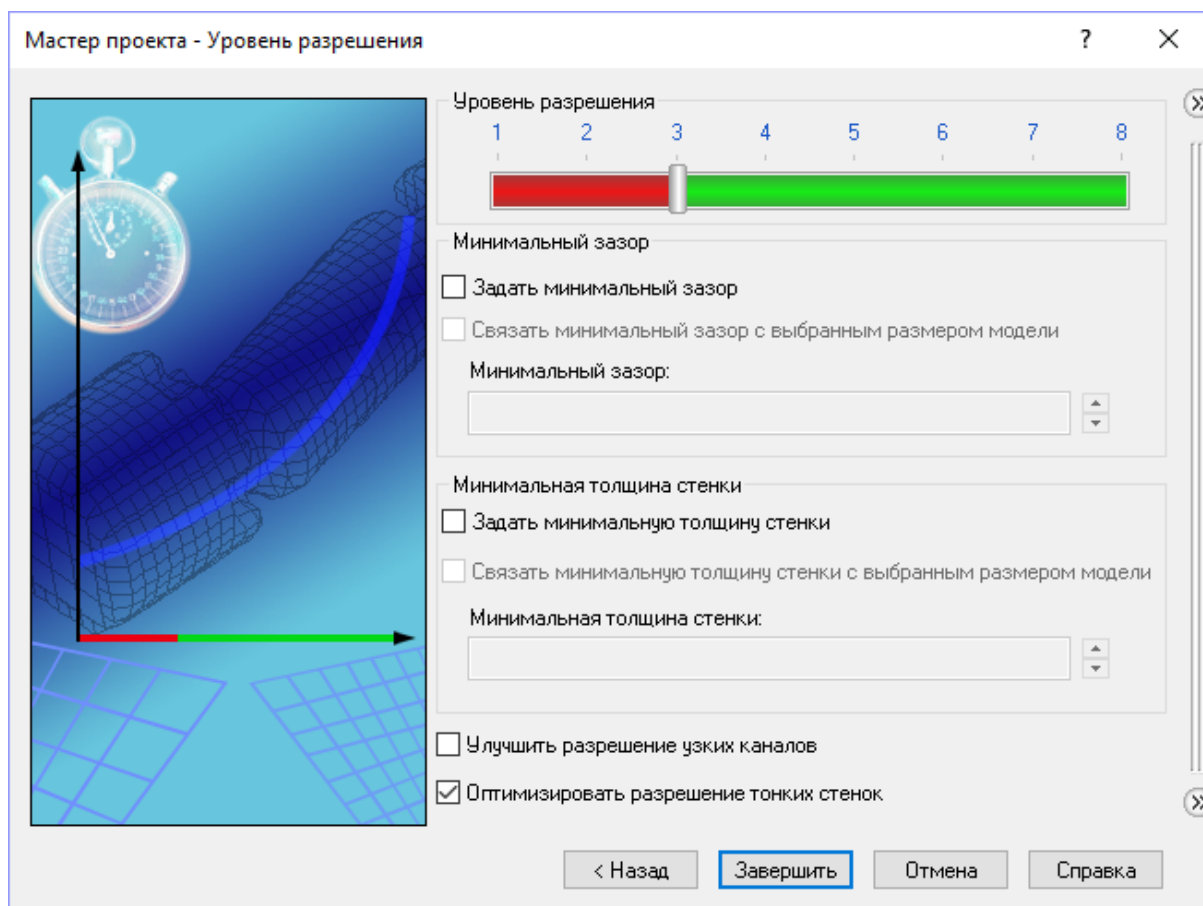 Мастер проекта - Уровень разрешения
?
Уровень разрешения
1 2 3 4 5 6 7 8
Минимальный зазор
Задать минимальный зазор
Связать минимальный зазор с выбранным размером модели
Минимальный зазор:
Минимальная толщина стенки
Задать минимальную толщину стенки
Связать минимальную толщину стенки с выбранным размером модели
Минимальная толщина стенки:
Улучшить разрешение узких каналов
Оптимизировать разрешение тонких стенок
< Назад Завершить Отмена Справка